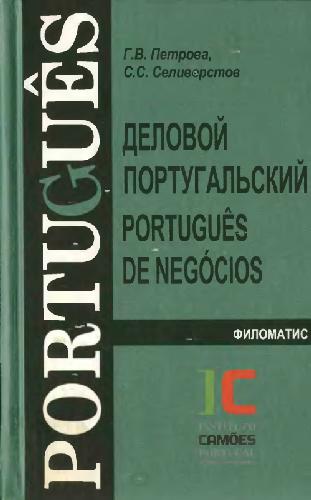 PORTUGUÊS
Г.В. Петрова,
С.С. Селиверстов
ДЕЛОВОЙ
ПОРТУГАЛЬСКИЙ
PORTUGUÊS
DE NEGÓCIOS
ФИЛОМАТИС
IC
INSTITUTO
CAMÕES
PORTUGAL